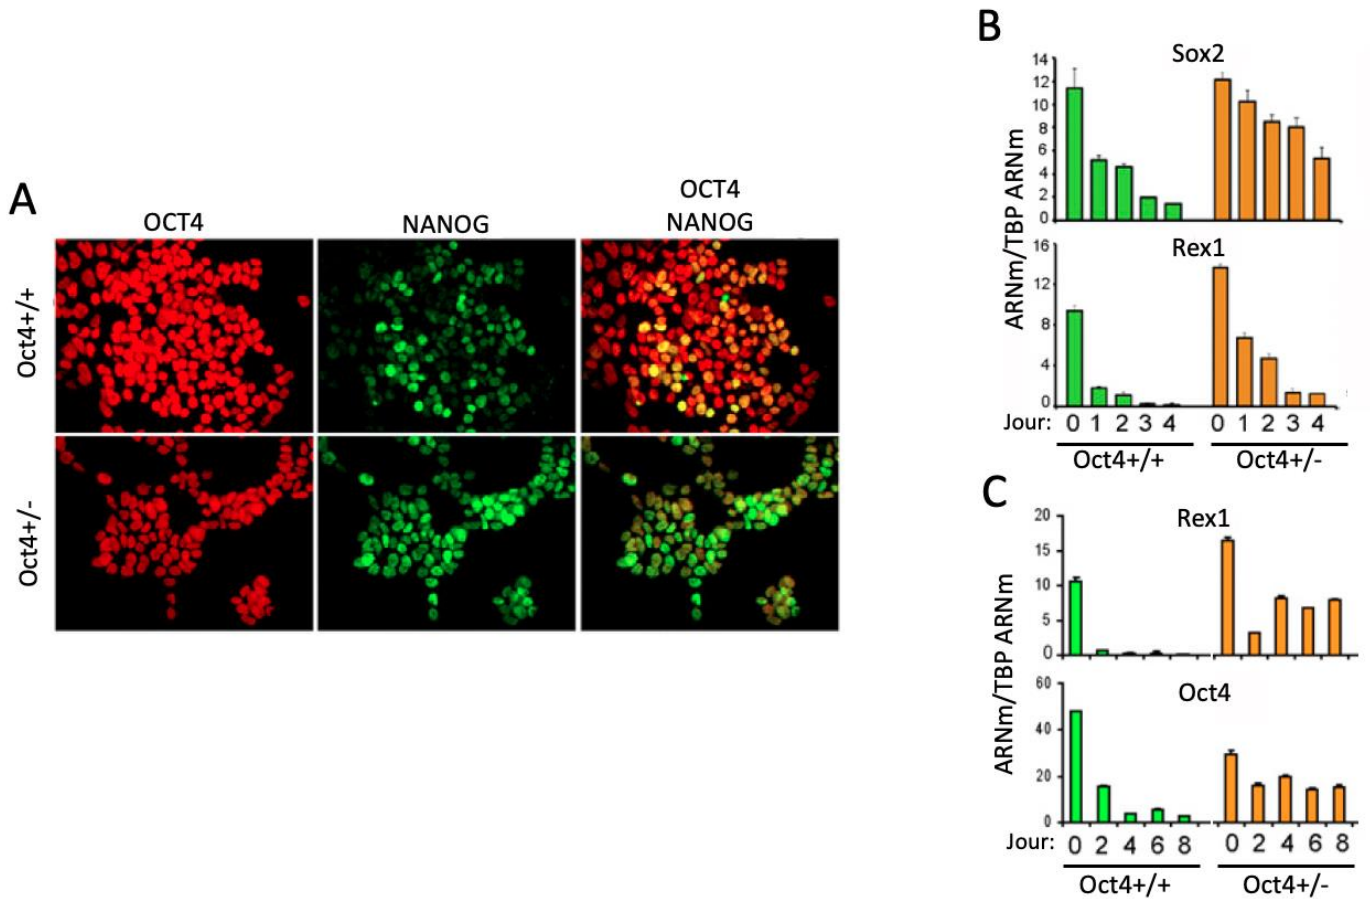 A
OCT4
NANOG
OCT4
NANOG
Oct4+/+
Oct4+/-
B
Sox2
14
12
10
8
6
4
2
0
ARNm/TBP ARNm
Rex1
16
12
8
4
0
Jour: 0 1 2 3 4 0 1 2 3 4
Oct4+/+ Oct4+/-
C
Rex1
20
15
10
5
0
ARNm/TBP ARNm
Oct4
60
40
20
0
Jour: 0 2 4 6 8 0 2 4 6 8
Oct4+/+ Oct4+/-